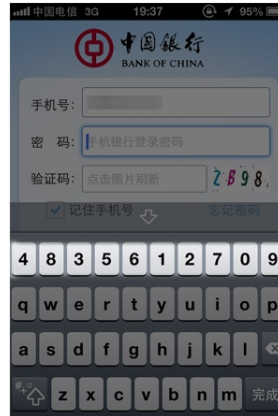 中国电信 3G 19:37 95%
中国银行
BANK OF CHINA
手机号:
密 码: 手机银行登录密码
验证码: 点击图片刷新 ZB98
记住手机号 忘记密码
4 8 3 5 6 1 2 7 0 9
q w e r t y u i o p
a s d f g h j k l
#+= z x c v b n m 完成